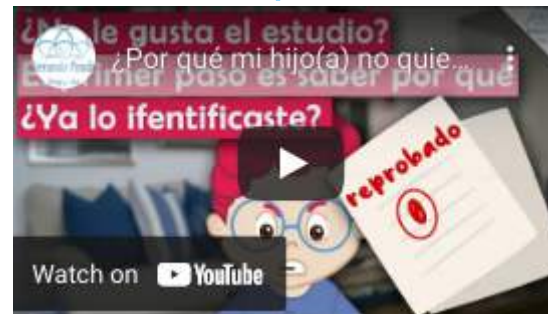 ¿No le gusta el estudio?
¿Por qué mi hijo(a) no quie...
El primer paso es saber por qué
¿Ya lo ifentificaste?
reprobado
0
Watch on YouTube